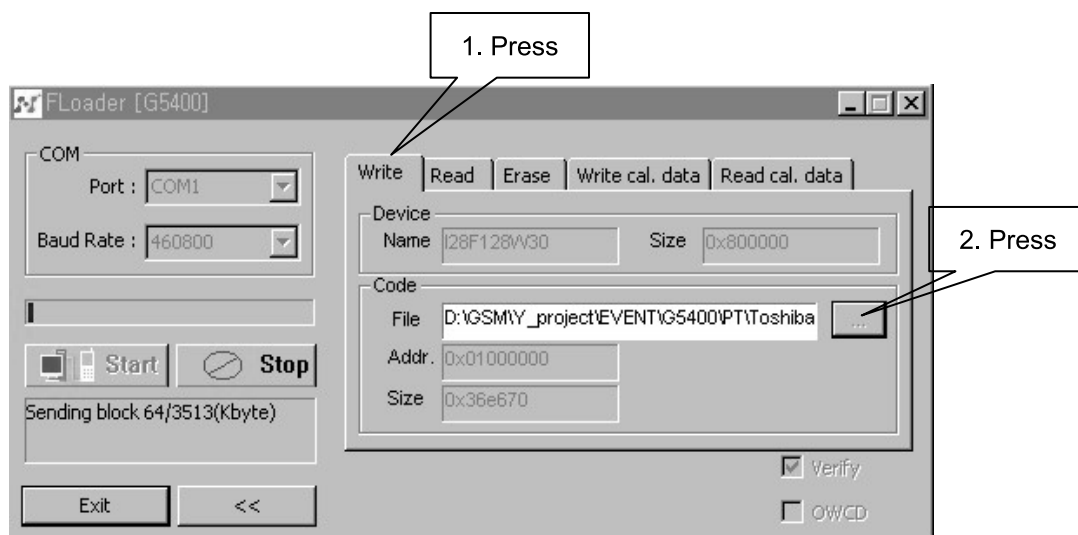 1. Press
FLoader [G5400]
COM
Port : COM1
Baud Rate : 460800
Start
Stop
Sending block 64/3513(Kbyte)
Exit
<<
Write
Read
Erase
Write cal. data
Read cal. data
Device
Name I28F128W30
Size 0x800000
Code
File D:\GSM\Y_project\EVENT\G5400\PT\Toshiba
...
Addr. 0x01000000
Size 0x36e670
Verify
OWCD
2. Press